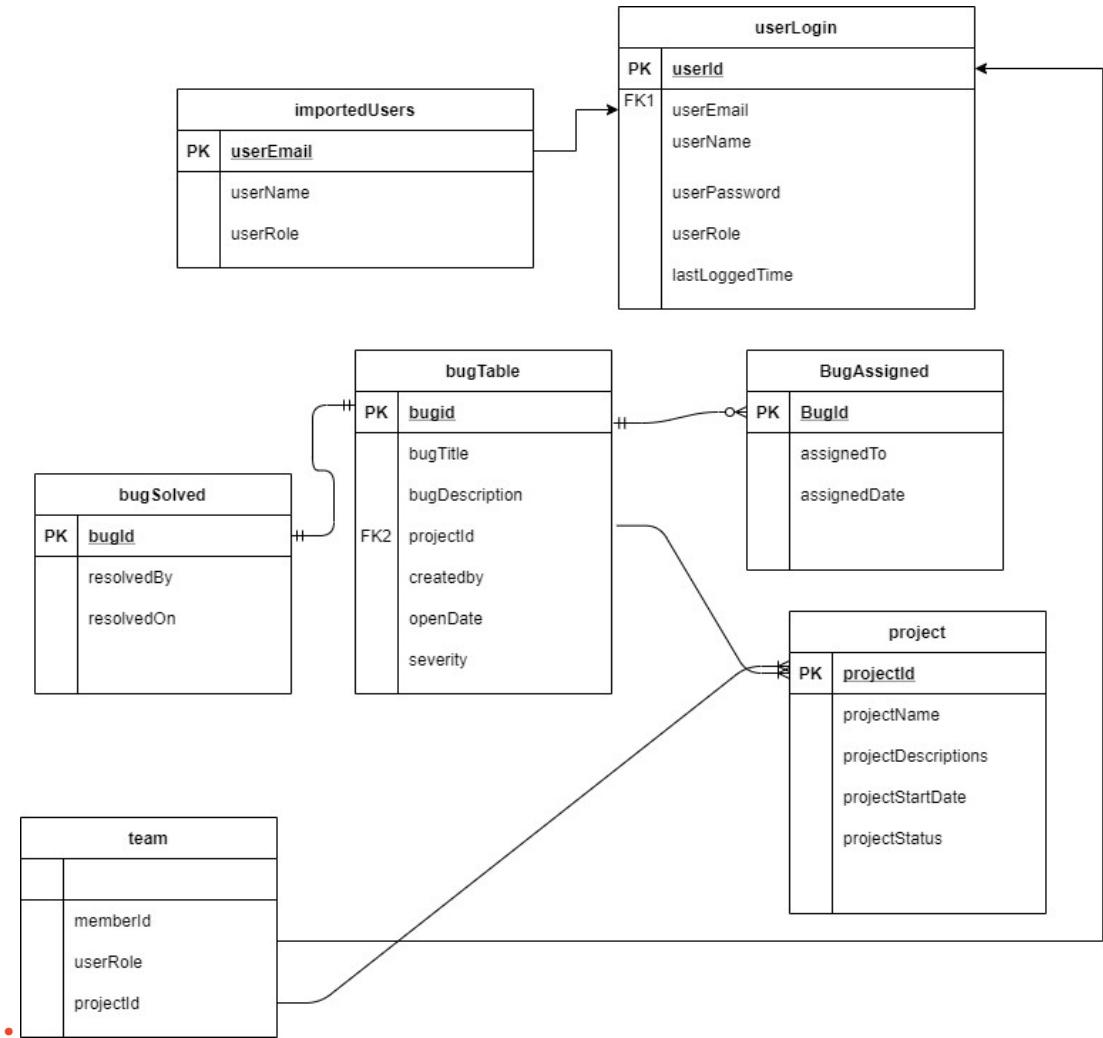 userLogin
PK userId
FK1 userEmail
userName
userPassword
userRole
lastLoggedTime
importedUsers
PK userEmail
userName
userRole
bugTable
PK bugid
bugTitle
bugDescription
FK2 projectId
createdby
openDate
severity
BugAssigned
PK BugId
assignedTo
assignedDate
bugSolved
PK bugId
resolvedBy
resolvedOn
project
PK projectId
projectName
projectDescriptions
projectStartDate
projectStatus
team
memberId
userRole
projectId